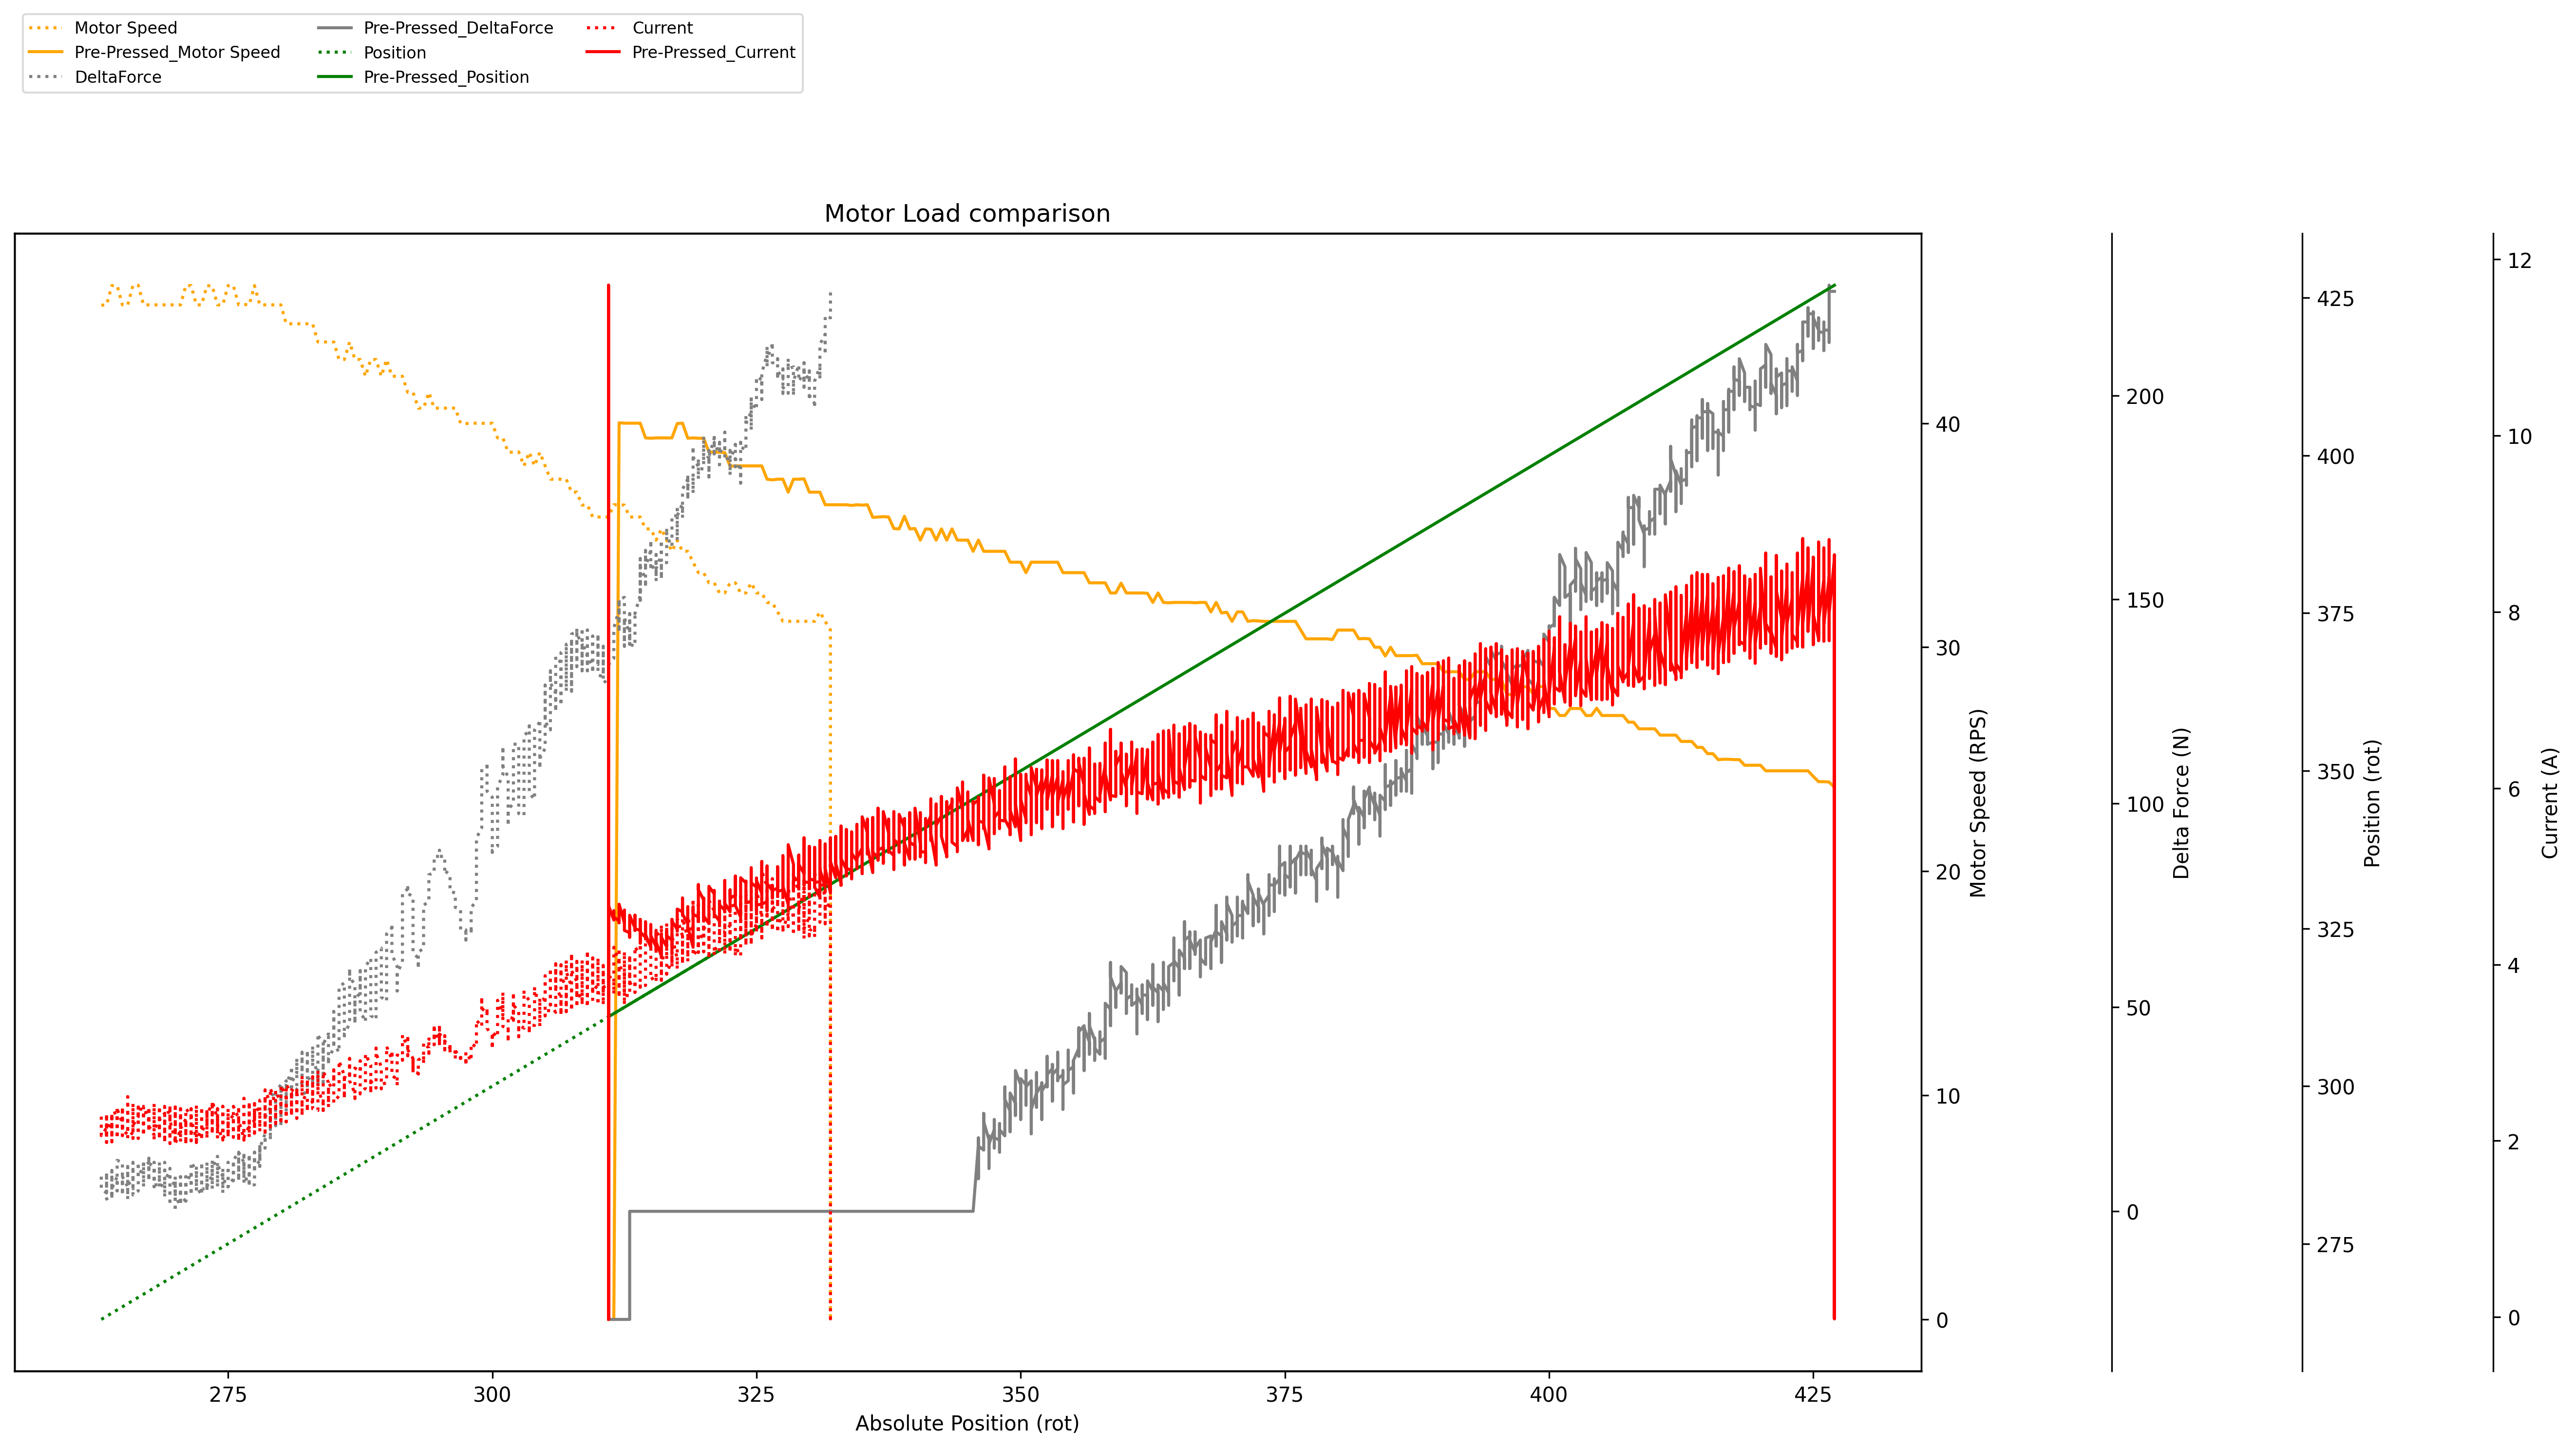 Motor Speed
Pre-Pressed_Motor Speed
DeltaForce
Pre-Pressed_DeltaForce
Position
Pre-Pressed_Position
Current
Pre-Pressed_Current
Motor Load comparison
275 300 325 350 375 400 425
Absolute Position (rot)
40
30
20
10
0
Motor Speed (RPS)
200
150
100
50
0
Delta Force (N)
425
400
375
350
325
300
275
Position (rot)
12
10
8
6
4
2
0
Current (A)